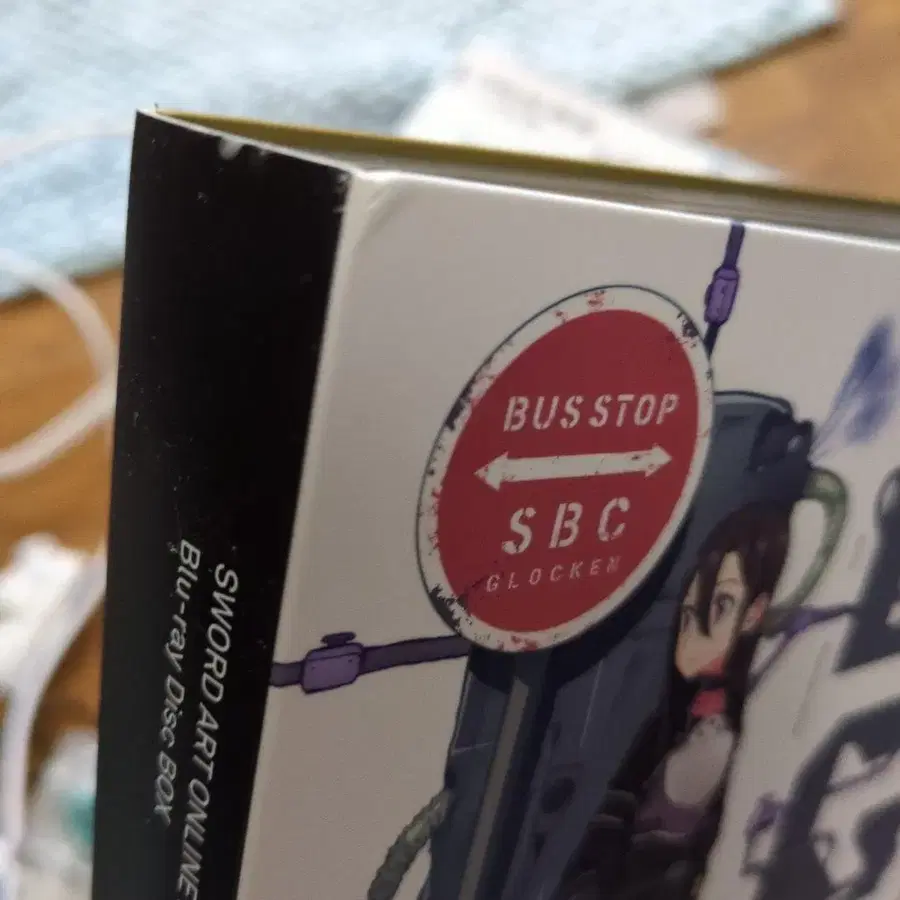 BUS STOP
SBC
GLOCKEN
SWORD ART ONLINE
Blu-ray Disc BOX